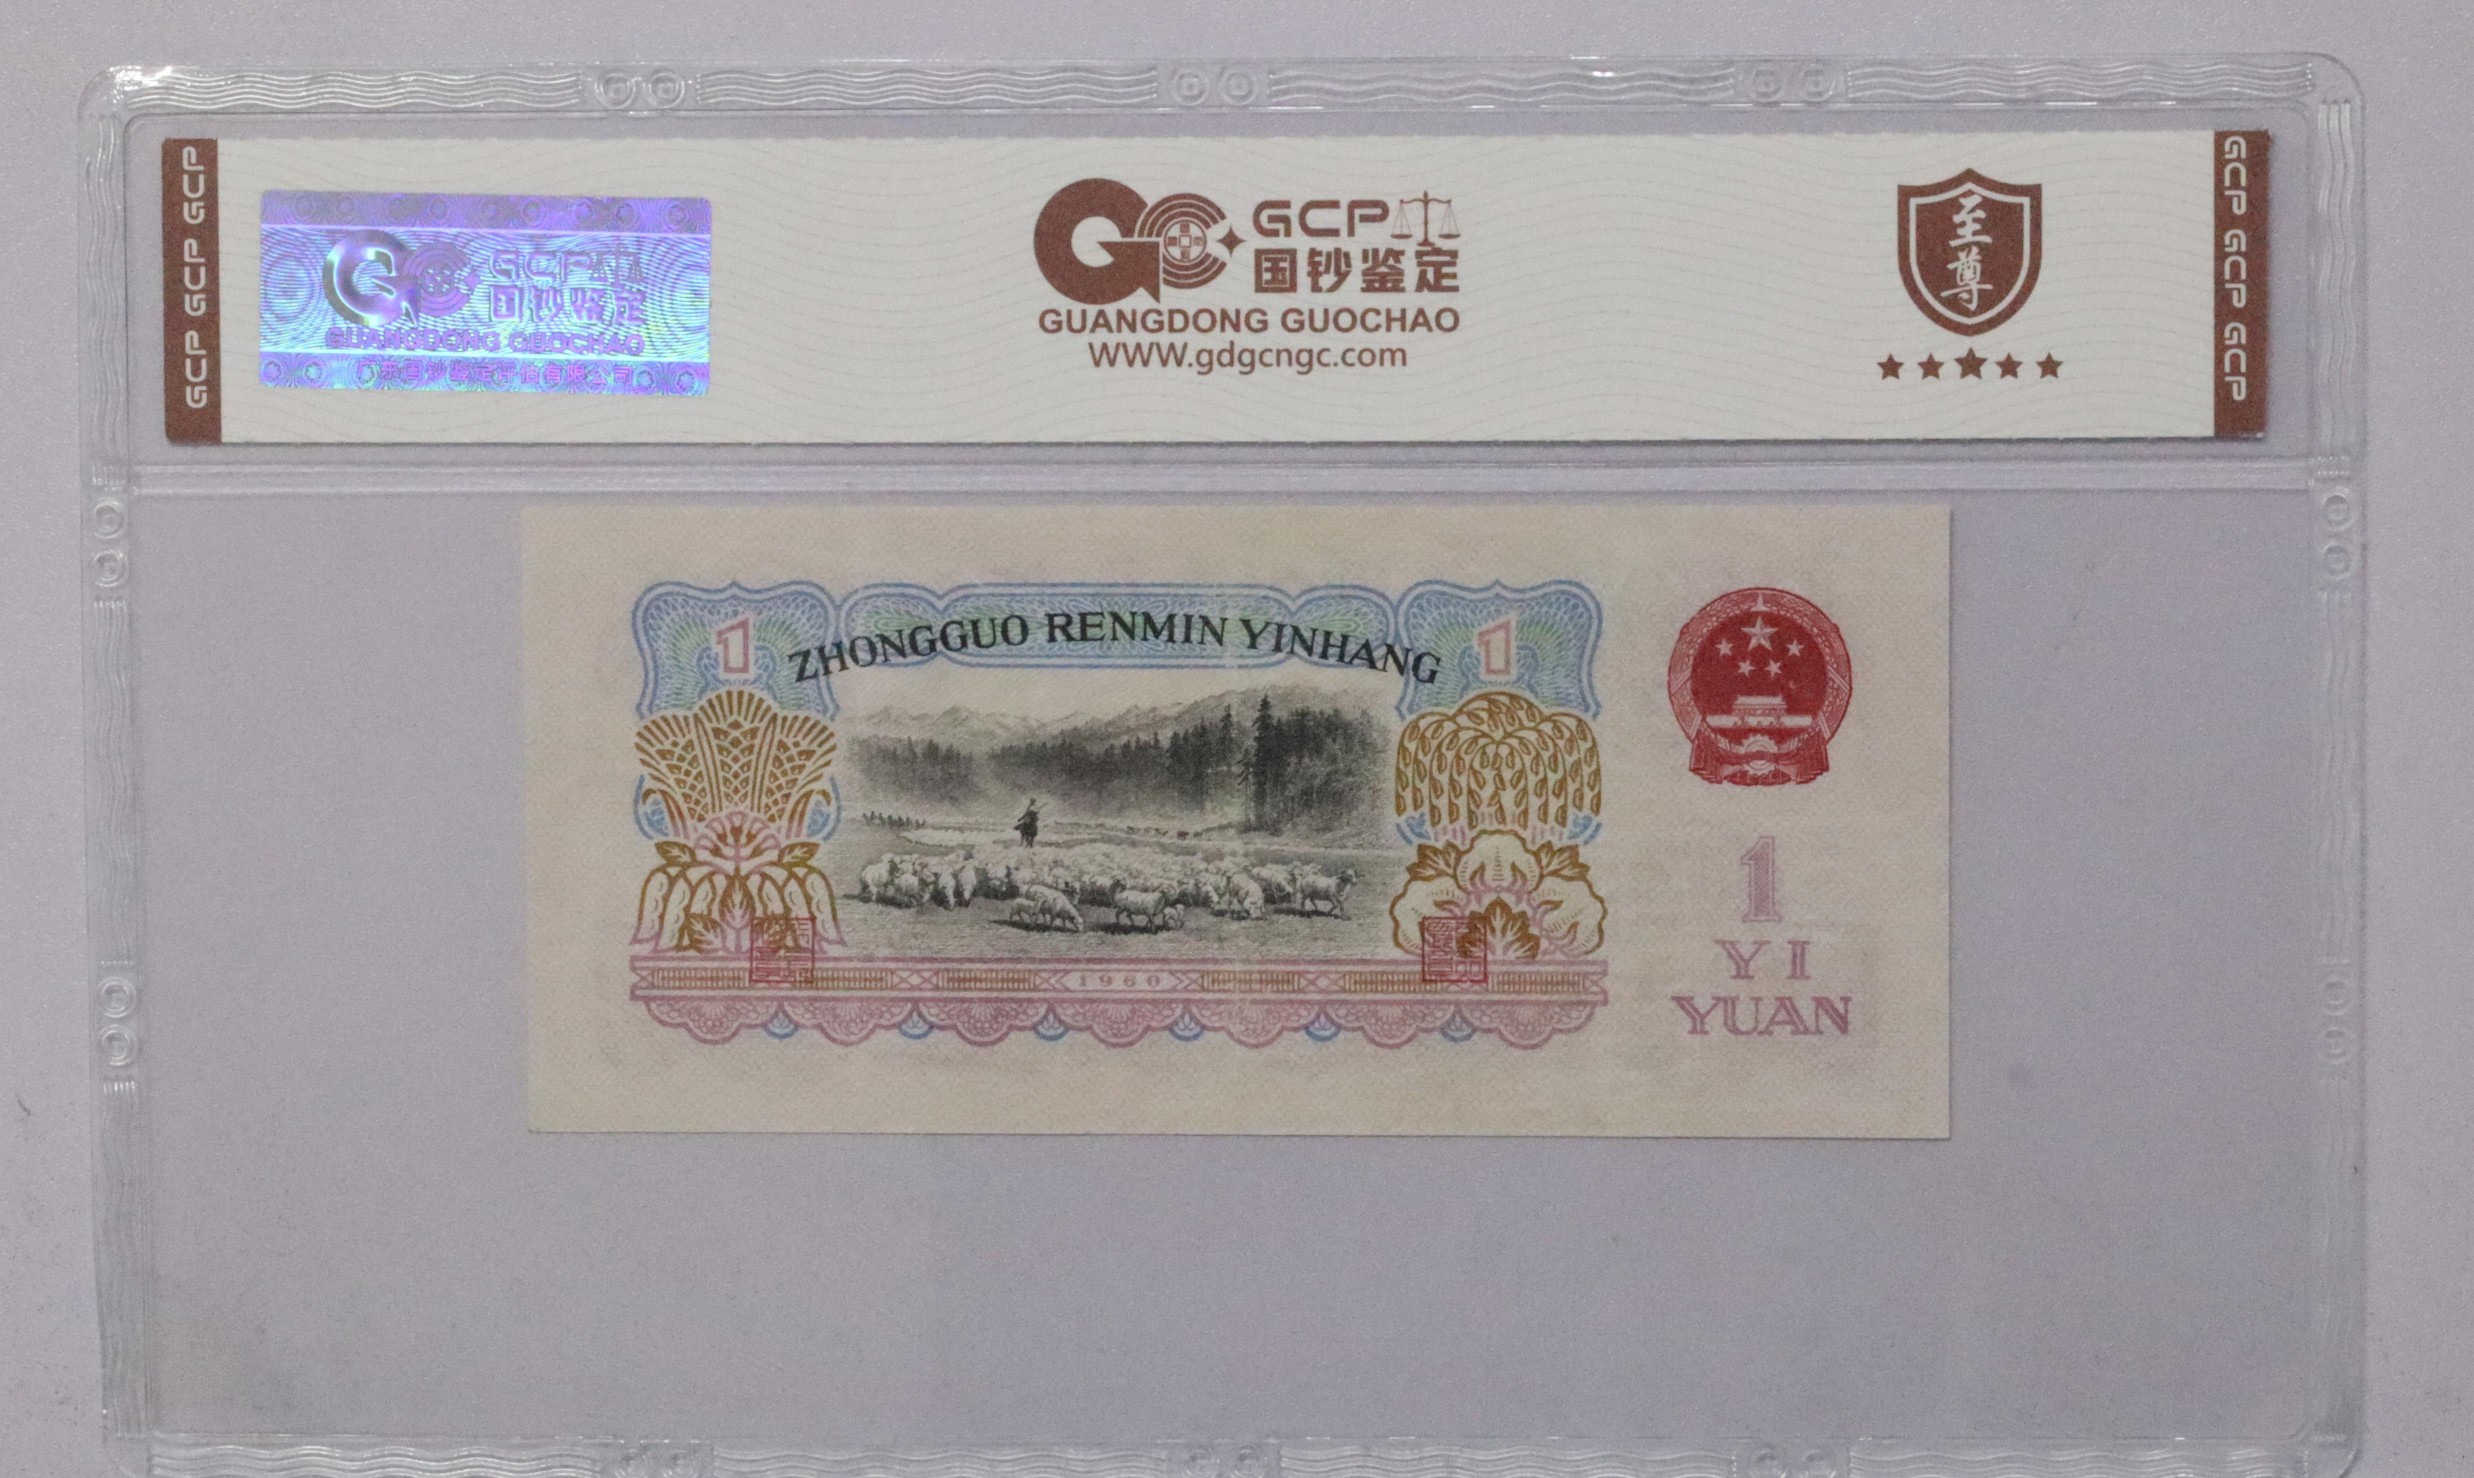 GCP GCP GCP
GCP
国钞鉴定
GUANGDONG GUOCHAO
广东国钞鉴定评估有限公司
GCP
国钞鉴定
GUANGDONG GUOCHAO
WWW.gdgcngc.com
至尊
GCP GCP GCP
ZHONGGUO RENMIN YINHANG
1
1
1960
1
YI
YUAN